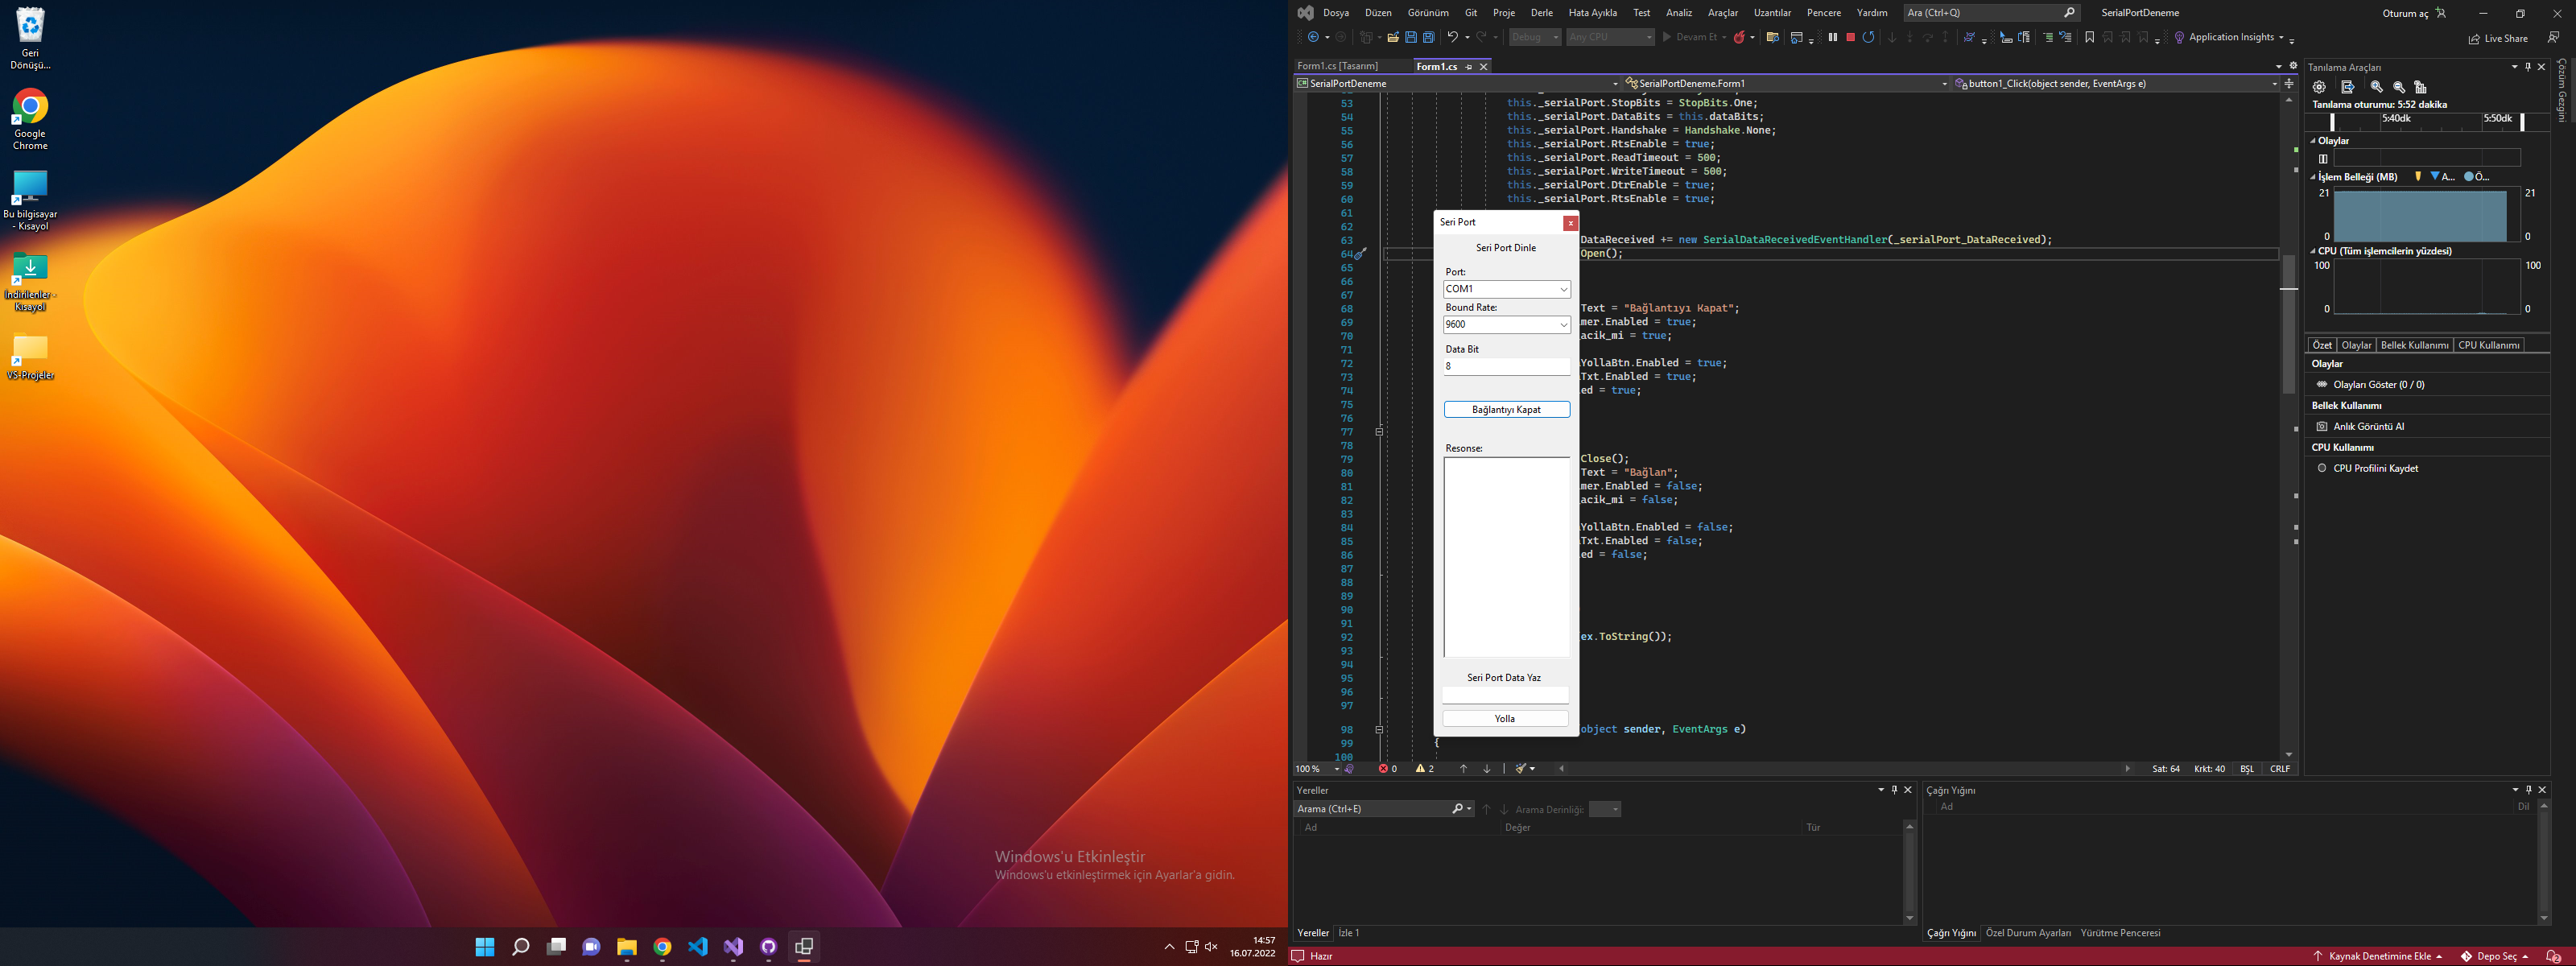 Geri
Dönüşü...
Google
Chrome
Bu bilgisayar
- Kısayol
İndirilenler -
Kısayol
VS-Projeler
Windows'u Etkinleştir
Windows'u etkinleştirmek için Ayarlar'a gidin.
14:57
16.07.2022
Dosya Düzen Görünüm Git Proje Derle Hata Ayıkla Test Analiz Araçlar Uzantılar Pencere Yardım Ara (Ctrl+Q) SerialPortDeneme Oturum aç
Debug Any CPU Devam Et Application Insights Live Share
Form1.cs [Tasarım] Form1.cs
SerialPortDeneme SerialPortDeneme.Form1 button1_Click(object sender, EventArgs e)
53 this._serialPort.StopBits = StopBits.One;
54 this._serialPort.DataBits = this.dataBits;
55 this._serialPort.Handshake = Handshake.None;
56 this._serialPort.RtsEnable = true;
57 this._serialPort.ReadTimeout = 500;
58 this._serialPort.WriteTimeout = 500;
59 this._serialPort.DtrEnable = true;
60 this._serialPort.RtsEnable = true;
61
62
63 DataReceived += new SerialDataReceivedEventHandler(_serialPort_DataReceived);
64 Open();
65
66
67
68 Text = "Bağlantıyı Kapat";
69 mer.Enabled = true;
70 acik_mi = true;
71
72 YollaBtn.Enabled = true;
73 Txt.Enabled = true;
74 ed = true;
75
76
77
78
79 Close();
80 Text = "Bağlan";
81 mer.Enabled = false;
82 acik_mi = false;
83
84 YollaBtn.Enabled = false;
85 Txt.Enabled = false;
86 ed = false;
87
88
89
90
91
92 ex.ToString());
93
94
95
96
97
98 object sender, EventArgs e)
99 {
100
Seri Port
Seri Port Dinle
Port:
COM1
Bound Rate:
9600
Data Bit
8
Bağlantıyı Kapat
Resonse:
Seri Port Data Yaz
Yolla
100 % 0 2 Sat: 64 Krkt: 40 BŞL CRLF
Tanılama Araçları
Tanılama oturumu: 5:52 dakika
5:40dk 5:50dk
Olaylar
İşlem Belleği (MB) A... Ö...
21 21
0 0
CPU (Tüm işlemcilerin yüzdesi)
100 100
0 0
Özet Olaylar Bellek Kullanımı CPU Kullanımı
Olaylar
Olayları Göster (0 / 0)
Bellek Kullanımı
Anlık Görüntü Al
CPU Kullanımı
CPU Profilini Kaydet
Çözüm Gezgini
Yereller
Arama (Ctrl+E) Arama Derinliği:
Ad Değer Tür
Yereller İzle 1
Çağrı Yığını
Ad Dil
Çağrı Yığını Özel Durum Ayarları Yürütme Penceresi
Hazır Kaynak Denetimine Ekle Depo Seç 2